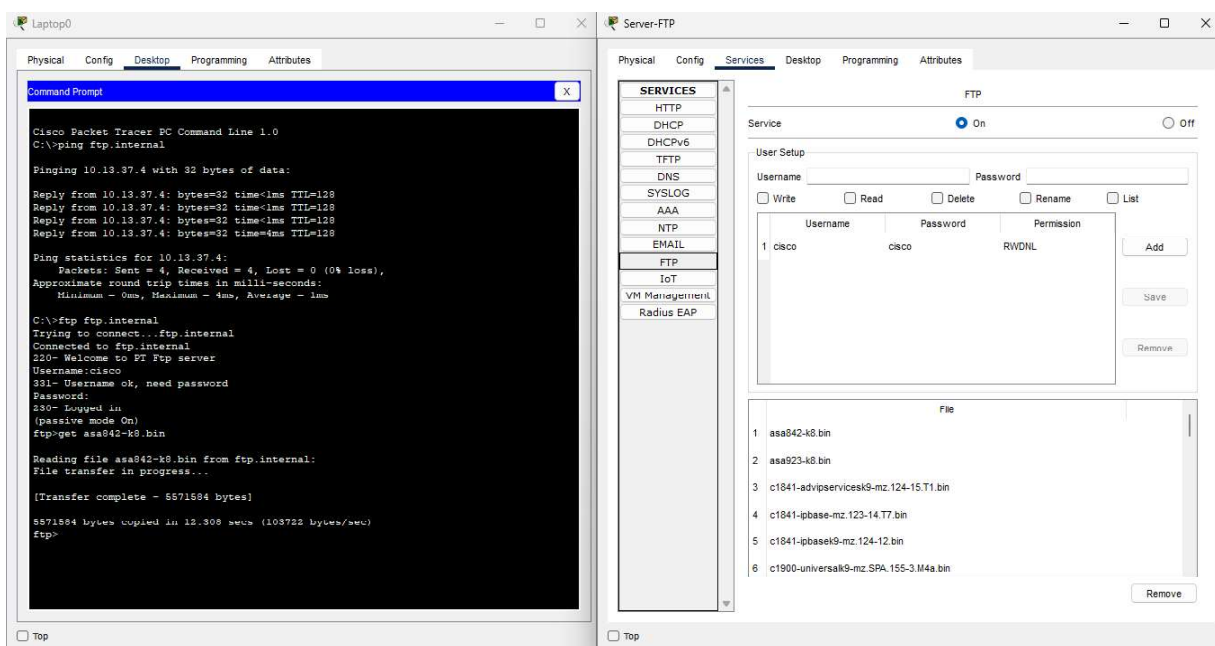 Laptop0
Physical Config Desktop Programming Attributes
Command Prompt X
Cisco Packet Tracer PC Command Line 1.0
C:\>ping ftp.internal
Pinging 10.13.37.4 with 32 bytes of data:
Reply from 10.13.37.4: bytes=32 time<1ms TTL=128
Reply from 10.13.37.4: bytes=32 time<1ms TTL=128
Reply from 10.13.37.4: bytes=32 time<1ms TTL=128
Reply from 10.13.37.4: bytes=32 time=4ms TTL=128
Ping statistics for 10.13.37.4:
Packets: Sent = 4, Received = 4, Lost = 0 (0% loss),
Approximate round trip times in milli-seconds:
Minimum = 0ms, Maximum = 4ms, Average = 1ms
C:\>ftp ftp.internal
Trying to connect...ftp.internal
Connected to ftp.internal
220- Welcome to PT Ftp server
Username:cisco
331- Username ok, need password
Password:
230- Logged in
(passive mode On)
ftp>get asa842-k8.bin
Reading file asa842-k8.bin from ftp.internal:
File transfer in progress...
[Transfer complete - 5571584 bytes]
5571584 bytes copied in 12.308 secs (103722 bytes/sec)
ftp>
Top
Server-FTP
Physical Config Services Desktop Programming Attributes
SERVICES
HTTP
DHCP
DHCPv6
TFTP
DNS
SYSLOG
AAA
NTP
EMAIL
FTP
IoT
VM Management
Radius EAP
FTP
Service On Off
User Setup
Username Password
Write Read Delete Rename List
Username Password Permission
1 cisco cisco RWDNL
Add
Save
Remove
File
1 asa842-k8.bin
2 asa923-k8.bin
3 c1841-advipservicesk9-mz.124-15.T1.bin
4 c1841-ipbase-mz.123-14.T7.bin
5 c1841-ipbasek9-mz.124-12.bin
6 c1900-universalk9-mz.SPA.155-3.M4a.bin
Remove
Top